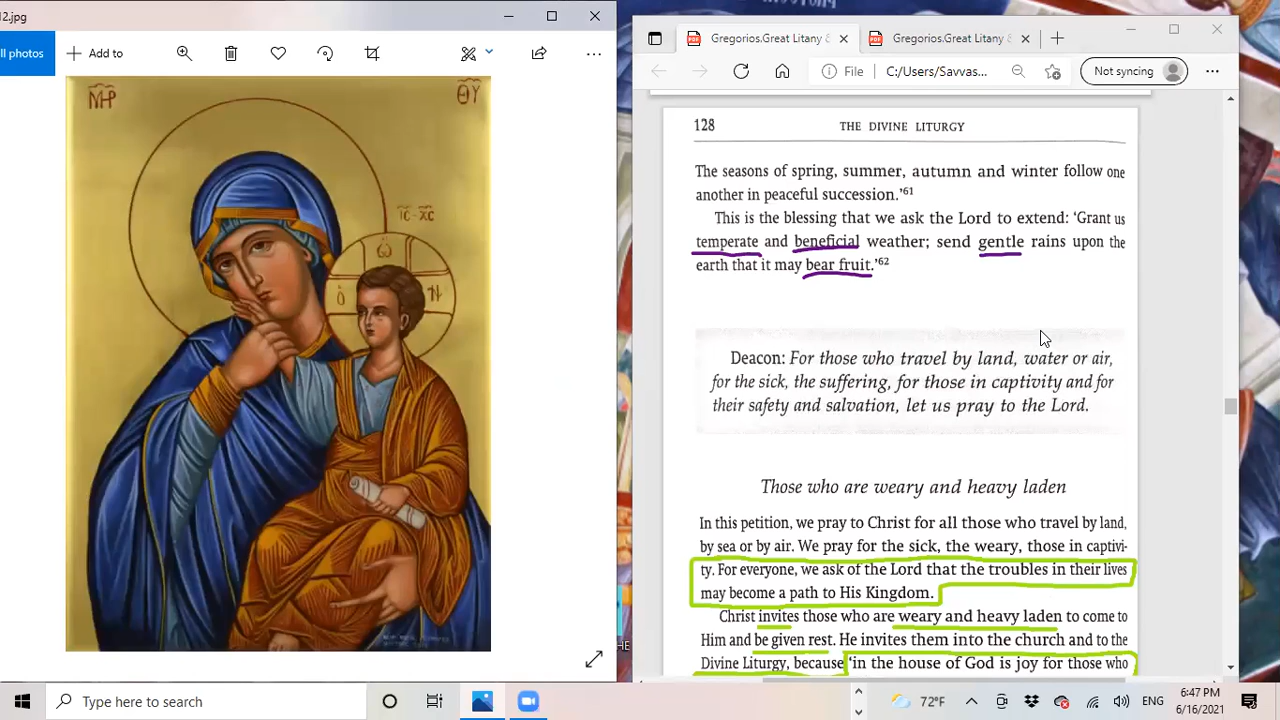 2.jpg
ll photos
Add to
Μ̅Η̅Ρ
Θ̅Υ̅
ΙC ΧC
ὁ ὤ Ν
Gregorios.Great Litany &
Gregorios.Great Litany &
File
C:/Users/Savvas...
Not syncing
128 THE DIVINE LITURGY
The seasons of spring, summer, autumn and winter follow one
another in peaceful succession.'61
This is the blessing that we ask the Lord to extend: 'Grant us
temperate and beneficial weather; send gentle rains upon the
earth that it may bear fruit.'62
Deacon: For those who travel by land, water or air,
for the sick, the suffering, for those in captivity and for
their safety and salvation, let us pray to the Lord.
Those who are weary and heavy laden
In this petition, we pray to Christ for all those who travel by land,
by sea or by air. We pray for the sick, the weary, those in captivi-
ty. For everyone, we ask of the Lord that the troubles in their lives
may become a path to His Kingdom.
Christ invites those who are weary and heavy laden to come to
Him and be given rest. He invites them into the church and to the
Divine Liturgy, because 'in the house of God is joy for those who
HE
Type here to search
72°F
ENG
6:47 PM
6/16/2021